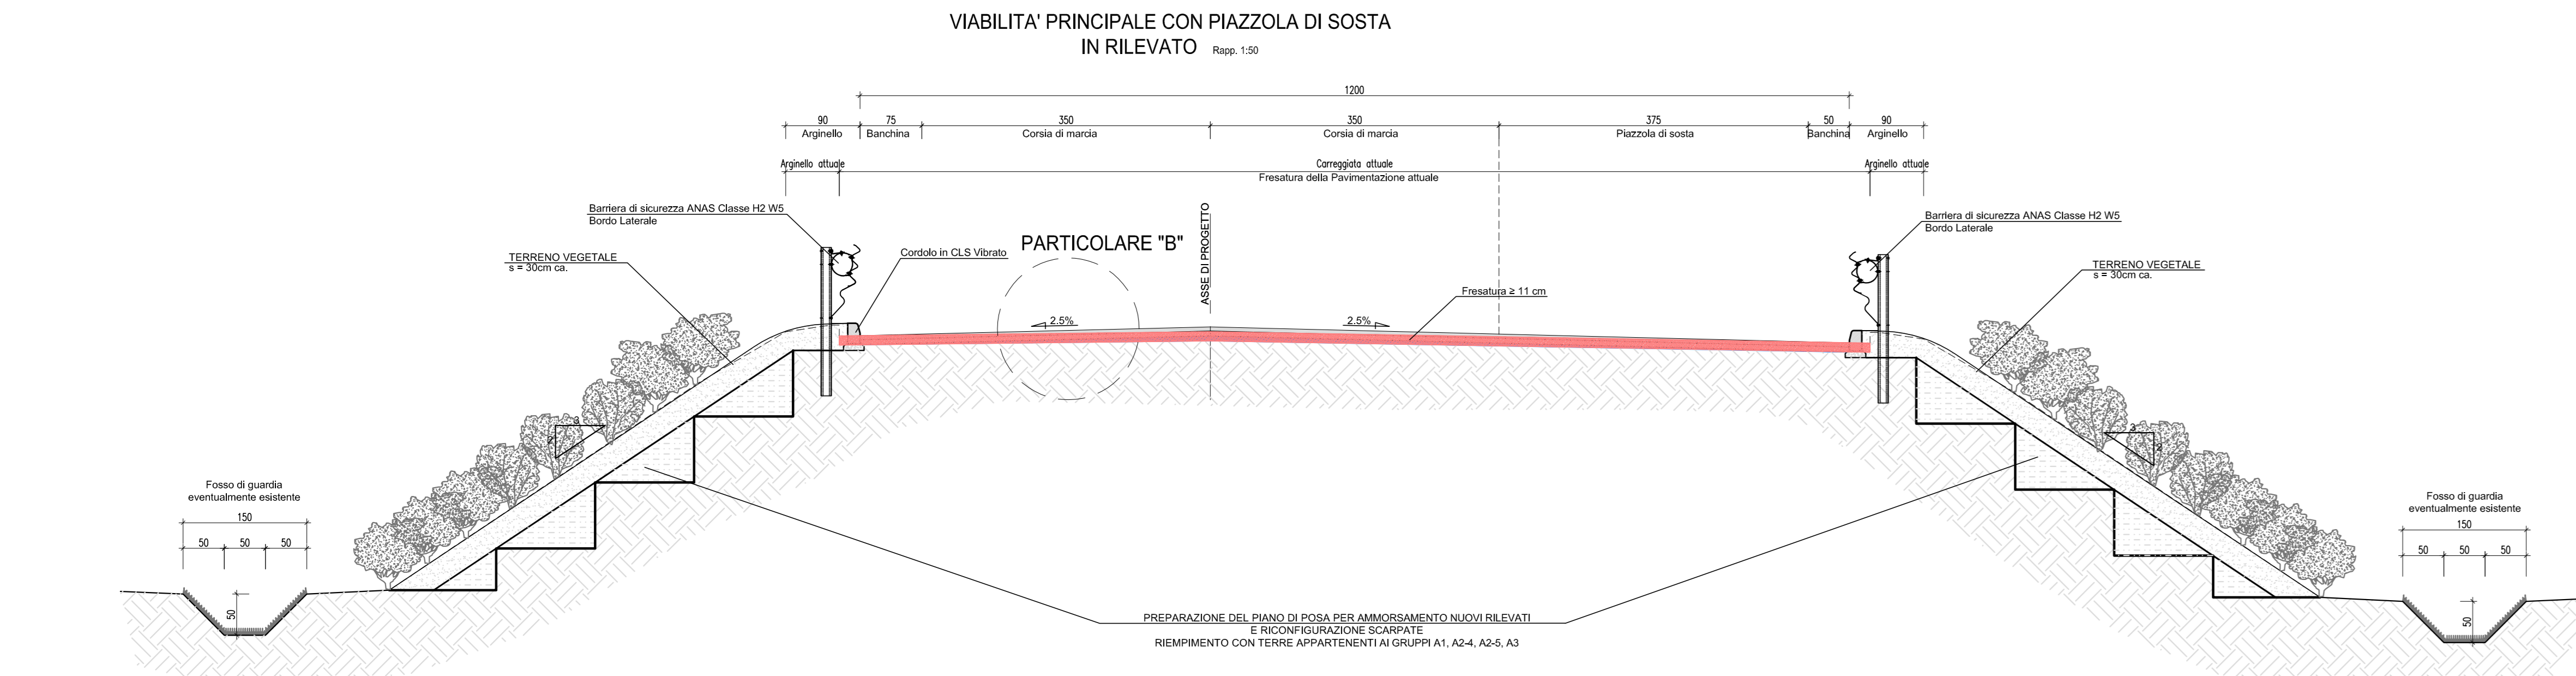 VIABILITA' PRINCIPALE CON PIAZZOLA DI SOSTA
IN RILEVATO Rapp. 1:50
1200
90 75 350 350 375 50 90
Arginello Banchina Corsia di marcia Corsia di marcia Piazzola di sosta Banchina Arginello
Arginello attuale Carreggiata attuale Arginello attuale
Fresatura della Pavimentazione attuale
Barriera di sicurezza ANAS Classe H2 W5
Bordo Laterale
Barriera di sicurezza ANAS Classe H2 W5
Bordo Laterale
ASSE DI PROGETTO
PARTICOLARE "B"
Cordolo in CLS Vibrato
TERRENO VEGETALE
s = 30cm ca.
TERRENO VEGETALE
s = 30cm ca.
Fresatura ≥ 11 cm
2.5% 2.5%
3
2
3
2
Fosso di guardia
eventualmente esistente
150
50 50 50
50
Fosso di guardia
eventualmente esistente
150
50 50 50
50
PREPARAZIONE DEL PIANO DI POSA PER AMMORSAMENTO NUOVI RILEVATI
E RICONFIGURAZIONE SCARPATE
RIEMPIMENTO CON TERRE APPARTENENTI AI GRUPPI A1, A2-4, A2-5, A3